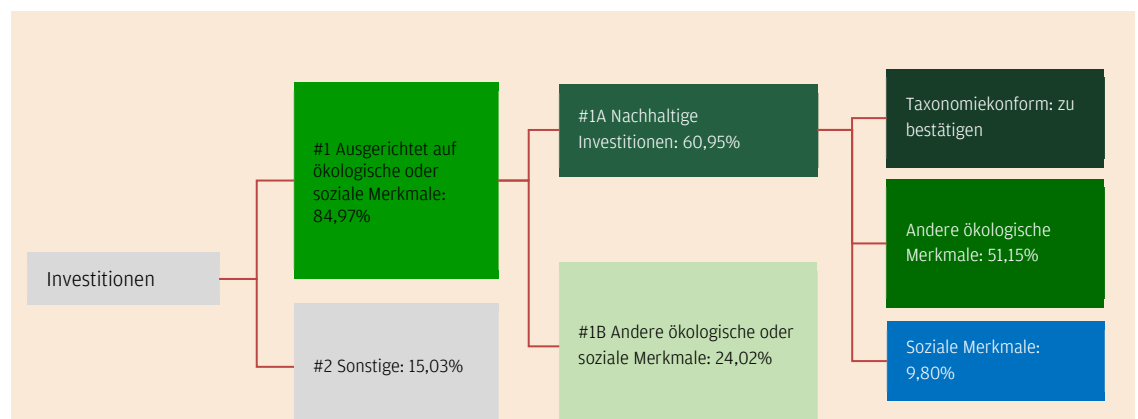 Investitionen
#1 Ausgerichtet auf
ökologische oder
soziale Merkmale:
84,97%
#2 Sonstige: 15,03%
#1A Nachhaltige
Investitionen: 60,95%
#1B Andere ökologische oder
soziale Merkmale: 24,02%
Taxonomiekonform: zu
bestätigen
Andere ökologische
Merkmale: 51,15%
Soziale Merkmale:
9,80%